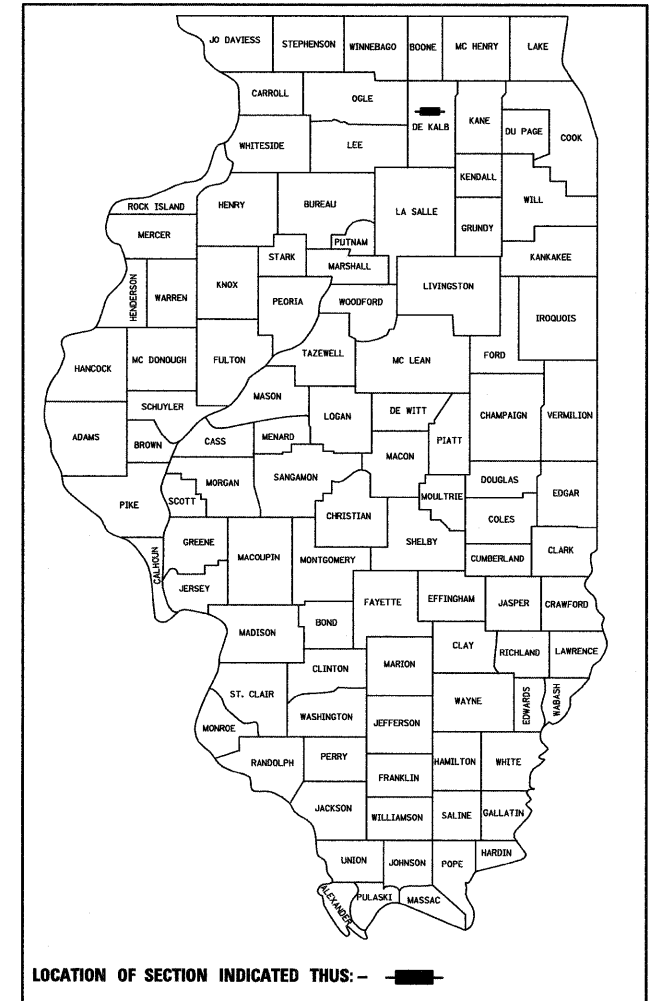 JO DAVIESS STEPHENSON WINNEBAGO BOONE MC HENRY LAKE
CARROLL OGLE DE KALB KANE DU PAGE COOK
WHITESIDE LEE
KENDALL WILL
ROCK ISLAND HENRY BUREAU LA SALLE GRUNDY
MERCER PUTNAM
STARK MARSHALL KANKAKEE
HENDERSON WARREN KNOX PEORIA WOODFORD LIVINGSTON IROQUOIS
HANCOCK MC DONOUGH FULTON TAZEWELL MC LEAN FORD
MASON
SCHUYLER LOGAN DE WITT CHAMPAIGN VERMILION
ADAMS BROWN CASS MENARD PIATT
MACON
MORGAN SANGAMON DOUGLAS
PIKE SCOTT MOULTRIE EDGAR
CHRISTIAN COLES
GREENE MACOUPIN SHELBY
CALHOUN MONTGOMERY CUMBERLAND CLARK
JERSEY
FAYETTE EFFINGHAM JASPER CRAWFORD
MADISON BOND
CLAY RICHLAND LAWRENCE
CLINTON MARION
ST. CLAIR WAYNE EDWARDS WABASH
WASHINGTON JEFFERSON
MONROE
RANDOLPH PERRY HAMILTON WHITE
FRANKLIN
JACKSON WILLIAMSON SALINE GALLATIN
UNION JOHNSON POPE HARDIN
ALEXANDER PULASKI MASSAC
LOCATION OF SECTION INDICATED THUS: –